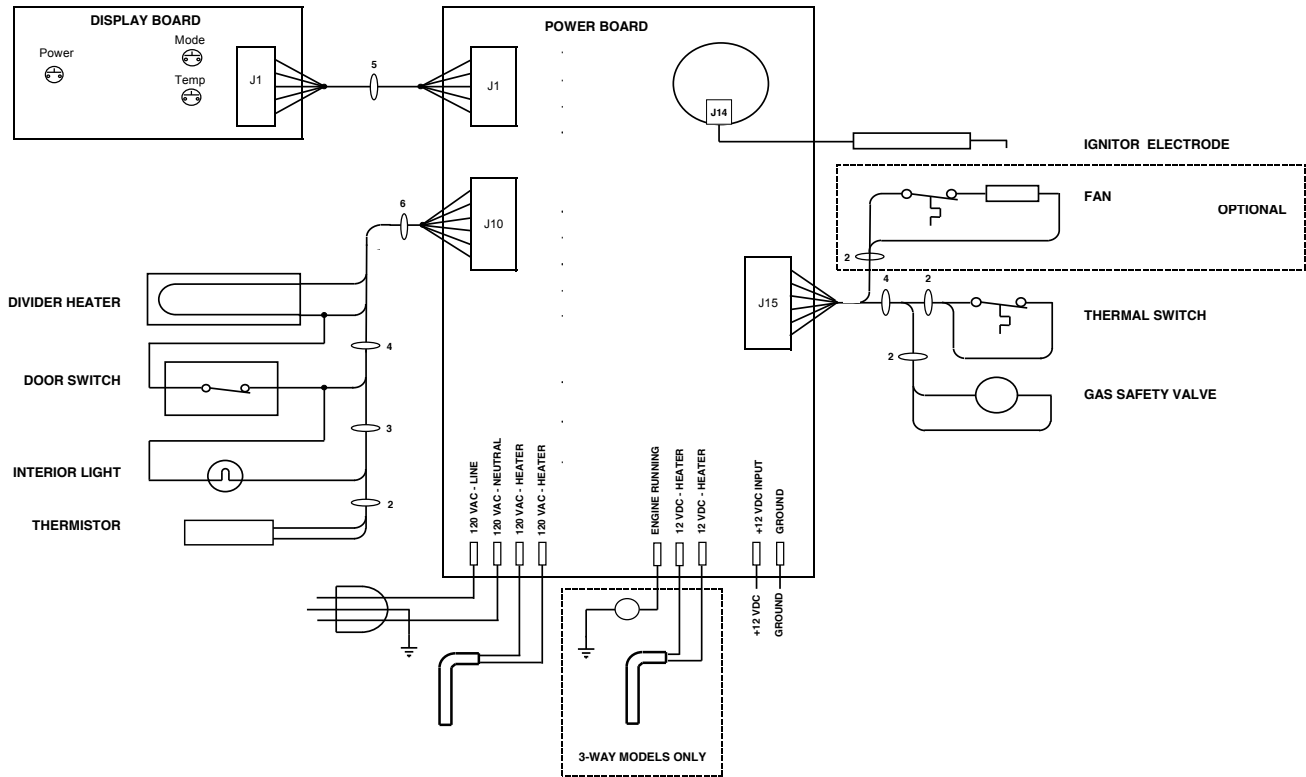 DISPLAY BOARD
Power
Mode
Temp
J1
5
POWER BOARD
J1
J14
IGNITOR ELECTRODE
FAN
OPTIONAL
2
6
J10
J15
4
2
THERMAL SWITCH
2
GAS SAFETY VALVE
DIVIDER HEATER
4
DOOR SWITCH
3
INTERIOR LIGHT
2
THERMISTOR
120 VAC - LINE
120 VAC - NEUTRAL
120 VAC - HEATER
120 VAC - HEATER
ENGINE RUNNING
12 VDC - HEATER
12 VDC - HEATER
+12 VDC INPUT
GROUND
+12 VDC
GROUND
3-WAY MODELS ONLY